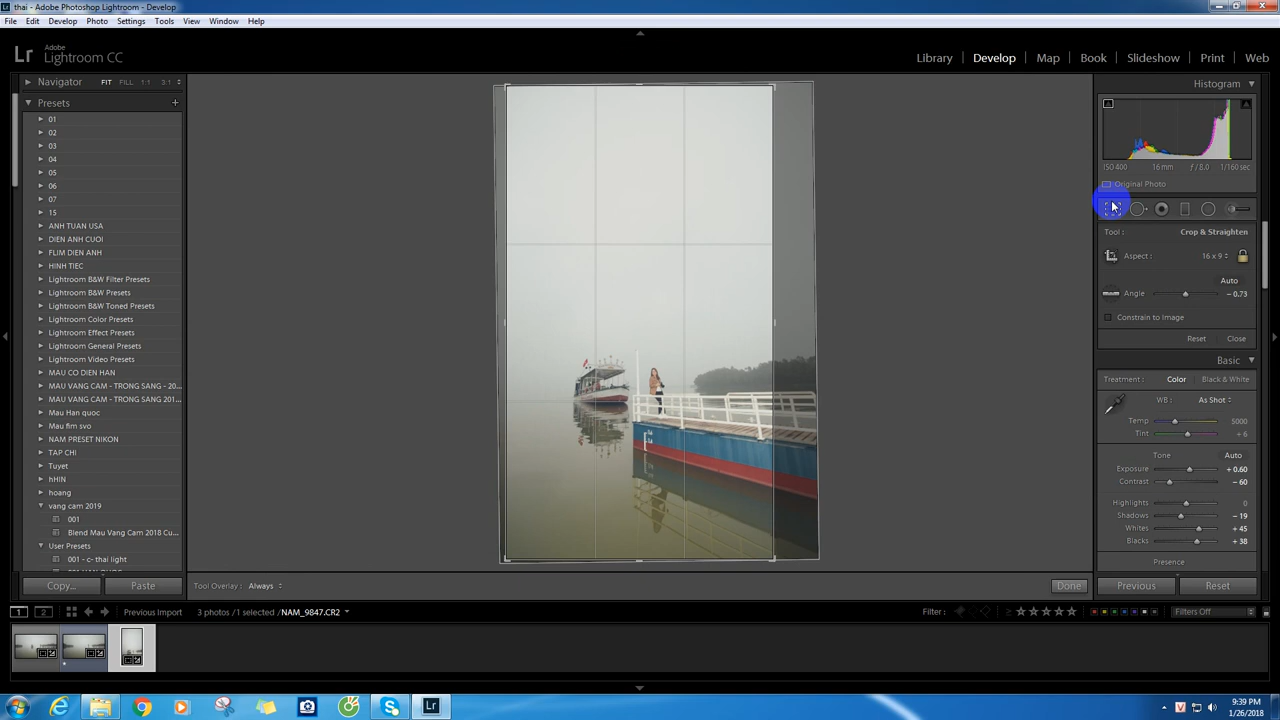 thai - Adobe Photoshop Lightroom - Develop
File Edit Develop Photo Settings Tools View Window Help
Lr Adobe Lightroom CC
Library Develop Map Book Slideshow Print Web
Navigator FIT FILL 1:1 3:1
Presets +
01
02
03
04
05
06
07
15
ANH TUAN USA
DIEN ANH CUOI
FLIM DIEN ANH
HINH TIEC
Lightroom B&W Filter Presets
Lightroom B&W Presets
Lightroom B&W Toned Presets
Lightroom Color Presets
Lightroom Effect Presets
Lightroom General Presets
Lightroom Video Presets
MAU CO DIEN HAN
MAU VANG CAM - TRONG SANG - 20...
MAU VANG CAM - TRONG SANG 201...
Mau Han quoc
Mau fim svo
NAM PRESET NIKON
TAP CHI
Tuyet
hHIN
hoang
vang cam 2019
001
Blend Mau Vang Cam 2018 Cu...
User Presets
001 - c- thai light
Copy... Paste
Tool Overlay : Always
Done
Histogram
ISO 400 16 mm ƒ / 8.0 1/160 sec
Original Photo
Tool : Crop & Straighten
Aspect : 16 x 9
Auto
Angle - 0.73
Constrain to Image
Reset Close
Basic
Treatment : Color Black & White
WB : As Shot
Temp 5000
Tint + 6
Tone Auto
Exposure + 0.60
Contrast - 60
Highlights 0
Shadows - 19
Whites + 45
Blacks + 38
Presence
Previous Reset
1 2 Previous Import 3 photos / 1 selected / NAM_9847.CR2 Filter : Filters Off
Lr
9:39 PM
1/26/2018